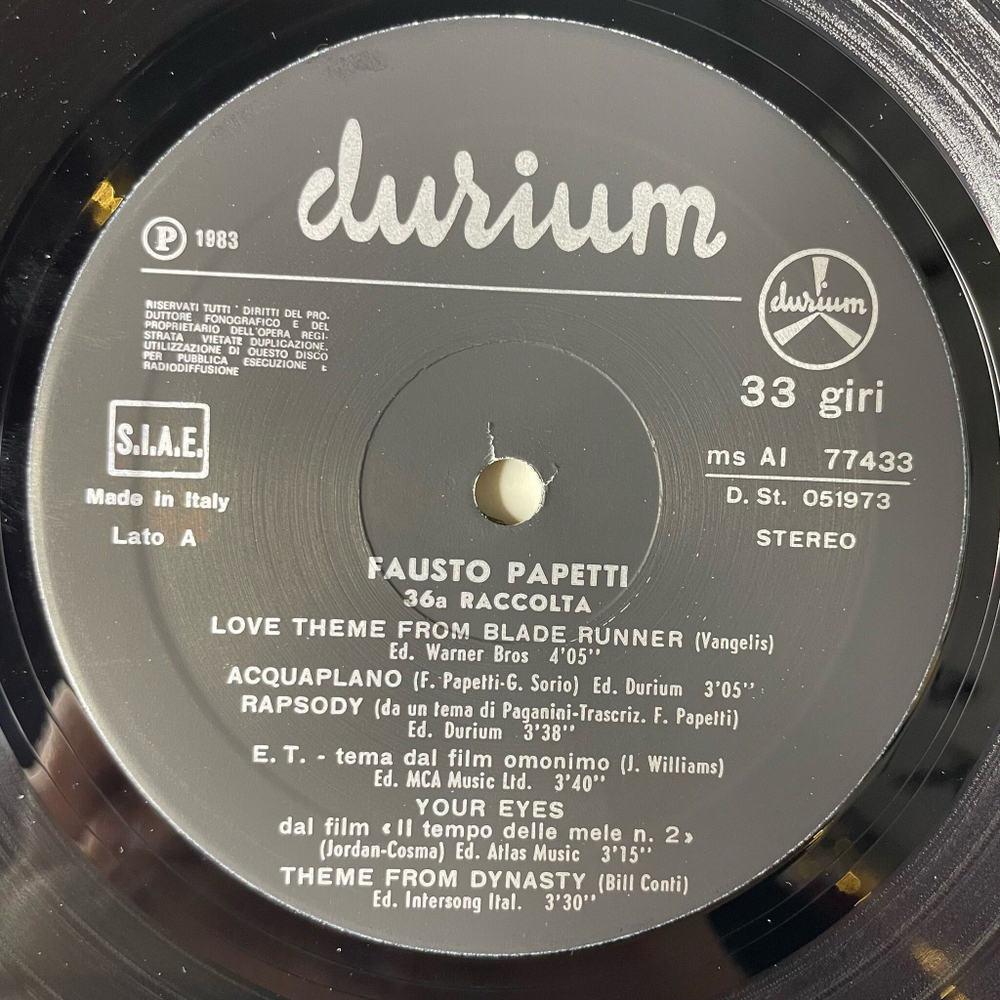 durium
℗ 1983
RISERVATI TUTTI I DIRITTI DEL PRO-
DUTTORE FONOGRAFICO E DEL
PROPRIETARIO DELL'OPERA REGI-
STRATA VIETATE DUPLICAZIONE
UTILIZZAZIONE DI QUESTO DISCO
PER PUBBLICA ESECUZIONE E
RADIODIFFUSIONE
durium
33 giri
S.I.A.E.
Made in Italy
Lato A
ms AI 77433
D. St. 051973
STEREO
FAUSTO PAPETTI
36a RACCOLTA
LOVE THEME FROM BLADE RUNNER (Vangelis)
Ed. Warner Bros 4'05''
ACQUAPLANO (F. Papetti-G. Sorio) Ed. Durium 3'05''
RAPSODY (da un tema di Paganini-Trascriz. F. Papetti)
Ed. Durium 3'38''
E. T. - tema dal film omonimo (J. Williams)
Ed. MCA Music Ltd. 3'40''
YOUR EYES
dal film «Il tempo delle mele n. 2»
(Jordan-Cosma) Ed. Atlas Music 3'15''
THEME FROM DYNASTY (Bill Conti)
Ed. Intersong Ital. 3'30''